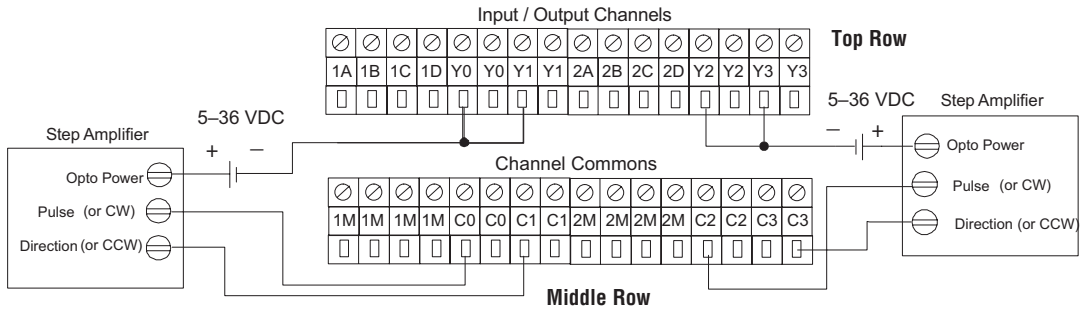 Input / Output Channels
Top Row
1A 1B 1C 1D Y0 Y0 Y1 Y1 2A 2B 2C 2D Y2 Y2 Y3 Y3
5–36 VDC
+ –
Step Amplifier
Opto Power
Pulse (or CW)
Direction (or CCW)
Channel Commons
1M 1M 1M 1M C0 C0 C1 C1 2M 2M 2M 2M C2 C2 C3 C3
Middle Row
5–36 VDC
– +
Step Amplifier
Opto Power
Pulse (or CW)
Direction (or CCW)